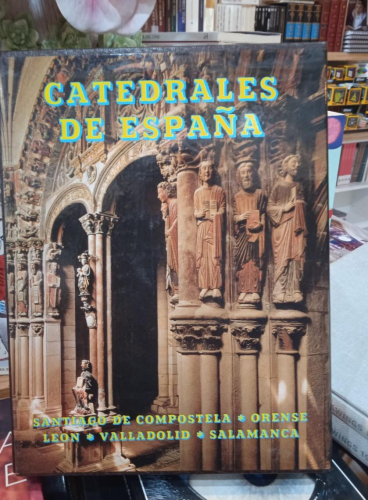 CATEDRALES
DE ESPAÑA
SANTIAGO DE COMPOSTELA * ORENSE
LEON * VALLADOLID * SALAMANCA